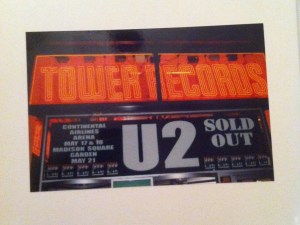 TOWER RECORDS
CONTINENTAL
AIRLINES
ARENA
MAY 17 & 18
MADISON SQUARE
GARDEN
MAY 21
U2
SOLD
OUT